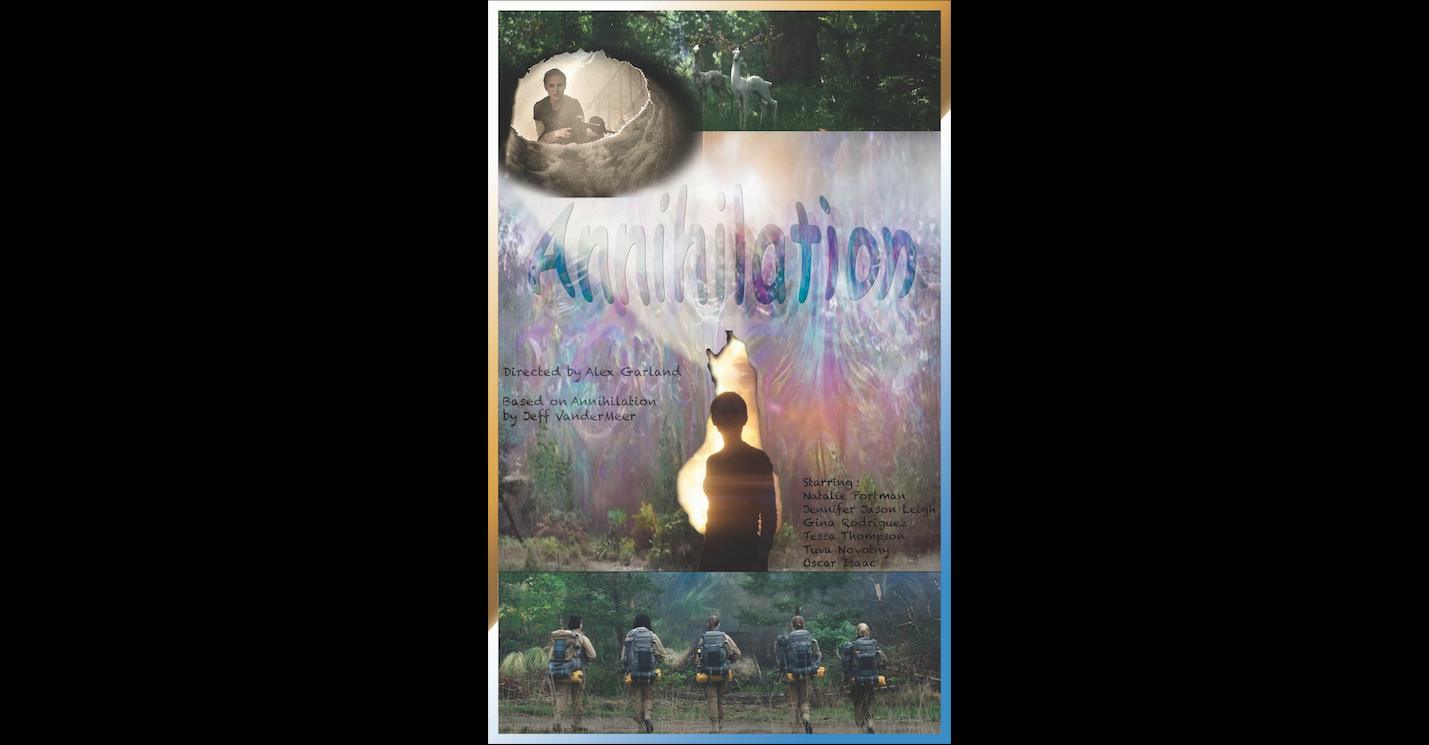 Annihilation
Directed by Alex Garland
Based on Annihilation
by Jeff VanderMeer
Starring :
Natalie Portman
Jennifer Jason Leigh
Gina Rodriguez
Tessa Thompson
Tuva Novotny
Oscar Isaac